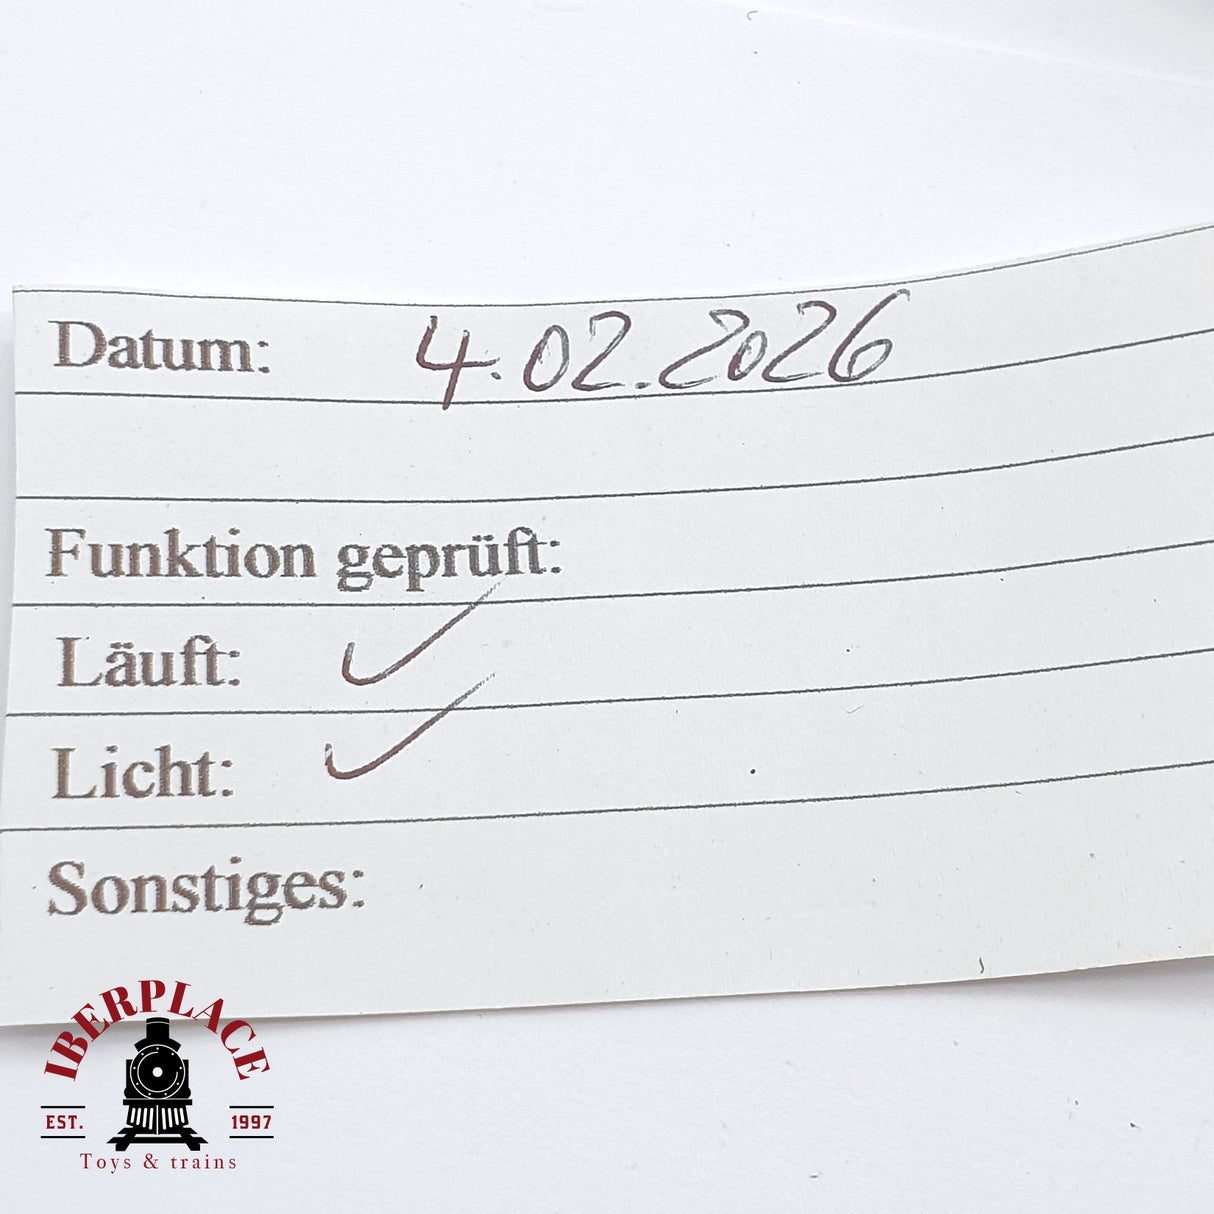 Datum: 4.02.2026
Funktion geprüft:
Läuft: ✓
Licht: ✓
Sonstiges:
IBERPLACE
EST. 1997
Toys & trains